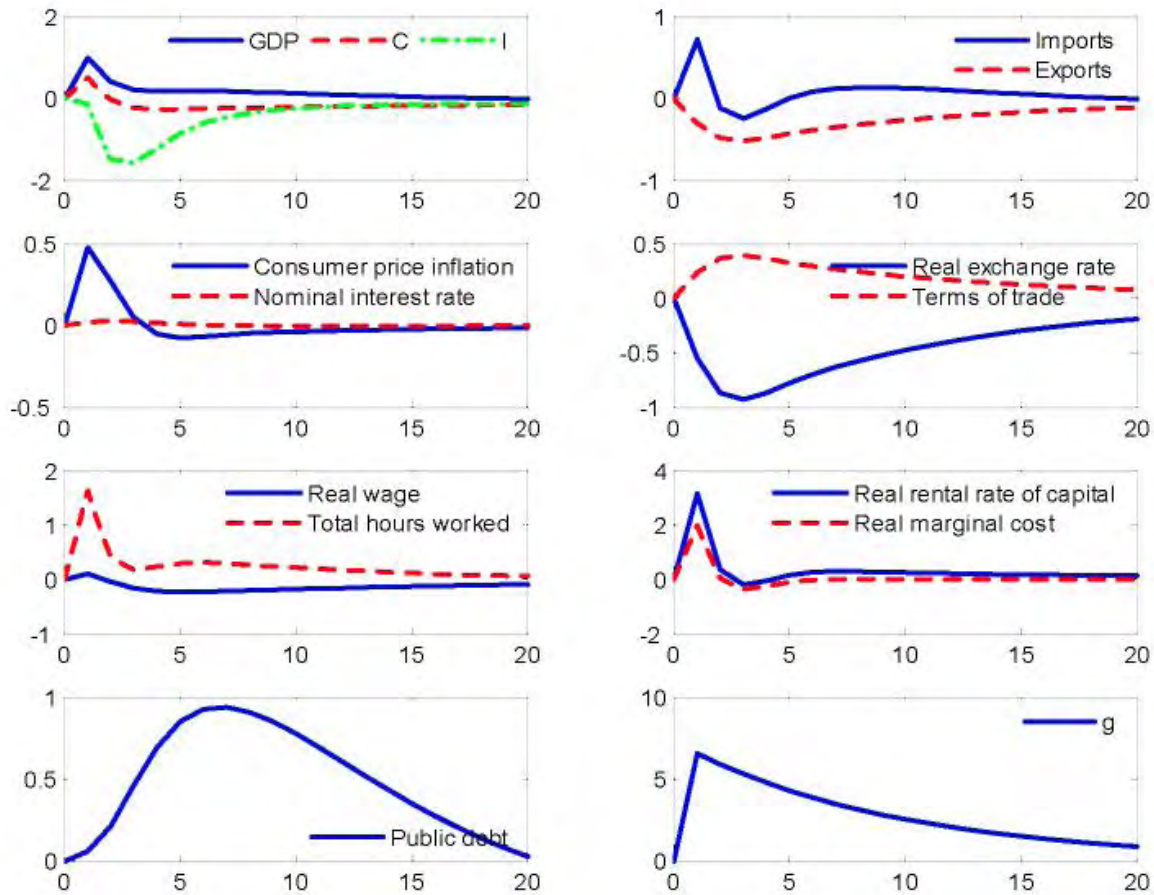 2
GDP C I
0
-2
0 5 10 15 20
1
Imports
Exports
0
-1
0 5 10 15 20
0.5
Consumer price inflation
Nominal interest rate
0
-0.5
0 5 10 15 20
0.5
Real exchange rate
Terms of trade
0
-0.5
-1
0 5 10 15 20
2
Real wage
Total hours worked
1
0
-1
0 5 10 15 20
4
Real rental rate of capital
Real marginal cost
2
0
-2
0 5 10 15 20
1
0.5
Public debt
0
0 5 10 15 20
10
g
5
0
0 5 10 15 20